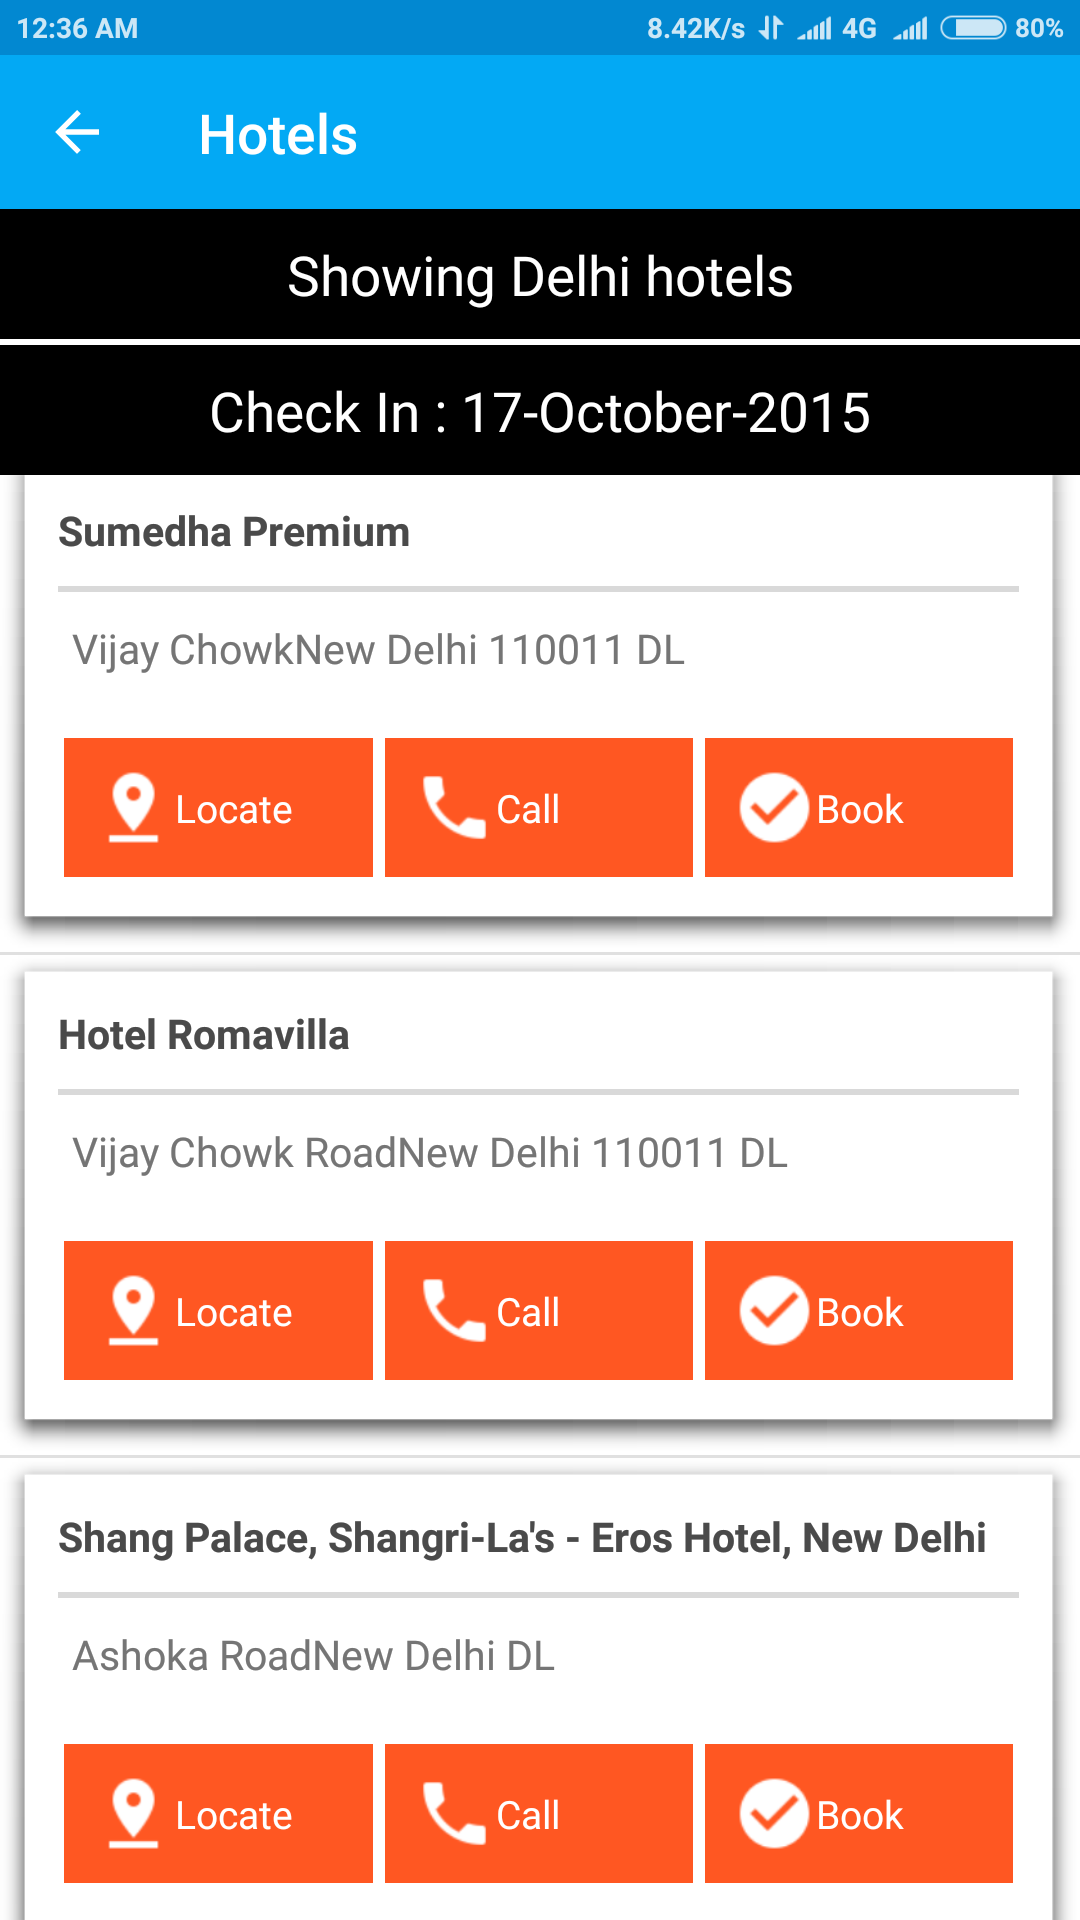 12:36 AM 8.42K/s 4G 80%
Hotels
Showing Delhi hotels
Check In : 17-October-2015
Sumedha Premium
Vijay ChowkNew Delhi 110011 DL
Locate Call Book
Hotel Romavilla
Vijay Chowk RoadNew Delhi 110011 DL
Locate Call Book
Shang Palace, Shangri-La's - Eros Hotel, New Delhi
Ashoka RoadNew Delhi DL
Locate Call Book